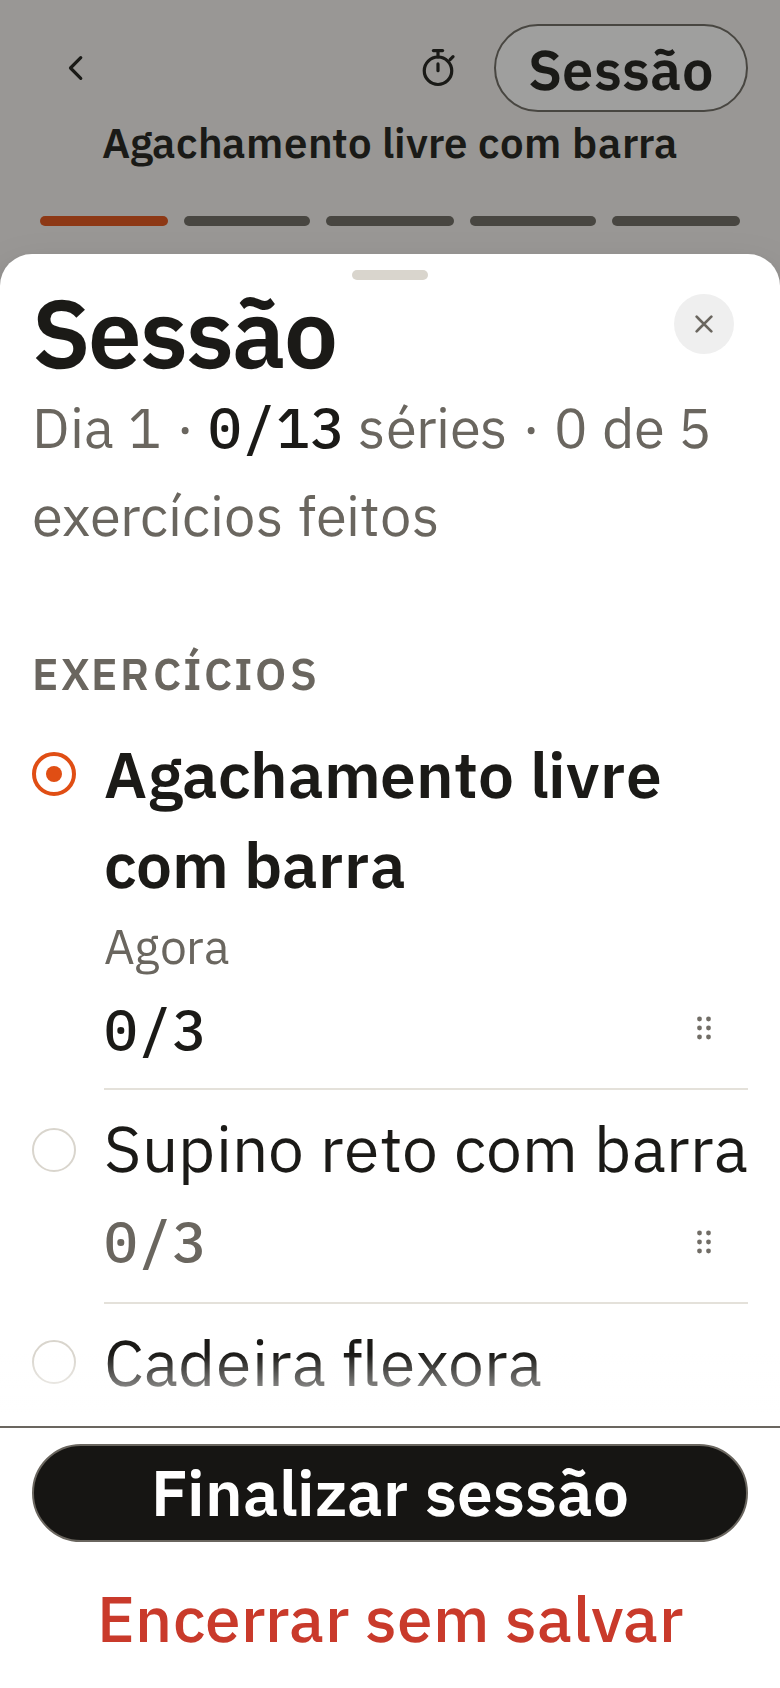 Sessão
Agachamento livre com barra
Sessão
Dia 1 · 0/13 séries · 0 de 5
exercícios feitos
EXERCÍCIOS
Agachamento livre
com barra
Agora
0/3
Supino reto com barra
0/3
Cadeira flexora
Finalizar sessão
Encerrar sem salvar